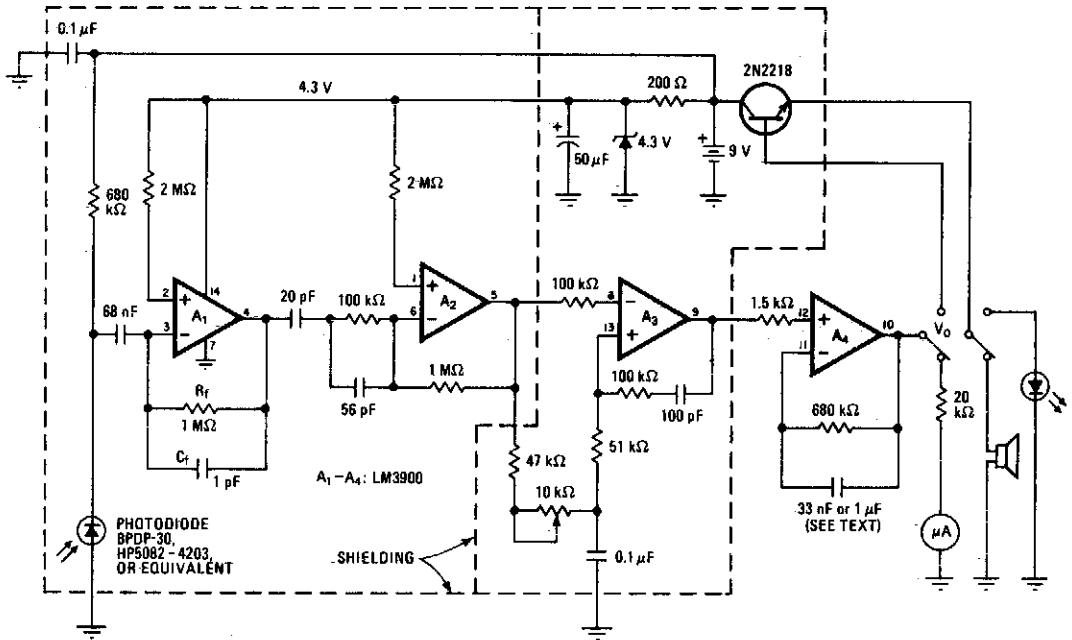 0.1 μF
2N2218
200 Ω
4.3 V
+
50 μF
4.3 V
+
9 V
680
kΩ
2 MΩ
2 MΩ
68 nF
2
+
14
A1
3
−
4
7
20 pF
100 kΩ
56 pF
1
+
A2
5
6
−
1 MΩ
100 kΩ
8
−
A3
9
13
+
100 kΩ
100 pF
1.5 kΩ
12
+
A4
10
11
−
680 kΩ
33 nF or 1 μF
(SEE TEXT)
Vo
20
kΩ
μA
Rf
1 MΩ
Cf
1 pF
A1–A4: LM3900
47 kΩ
51 kΩ
10 kΩ
0.1 μF
PHOTODIODE
BPDP-30,
HP5082-4203,
OR EQUIVALENT
SHIELDING